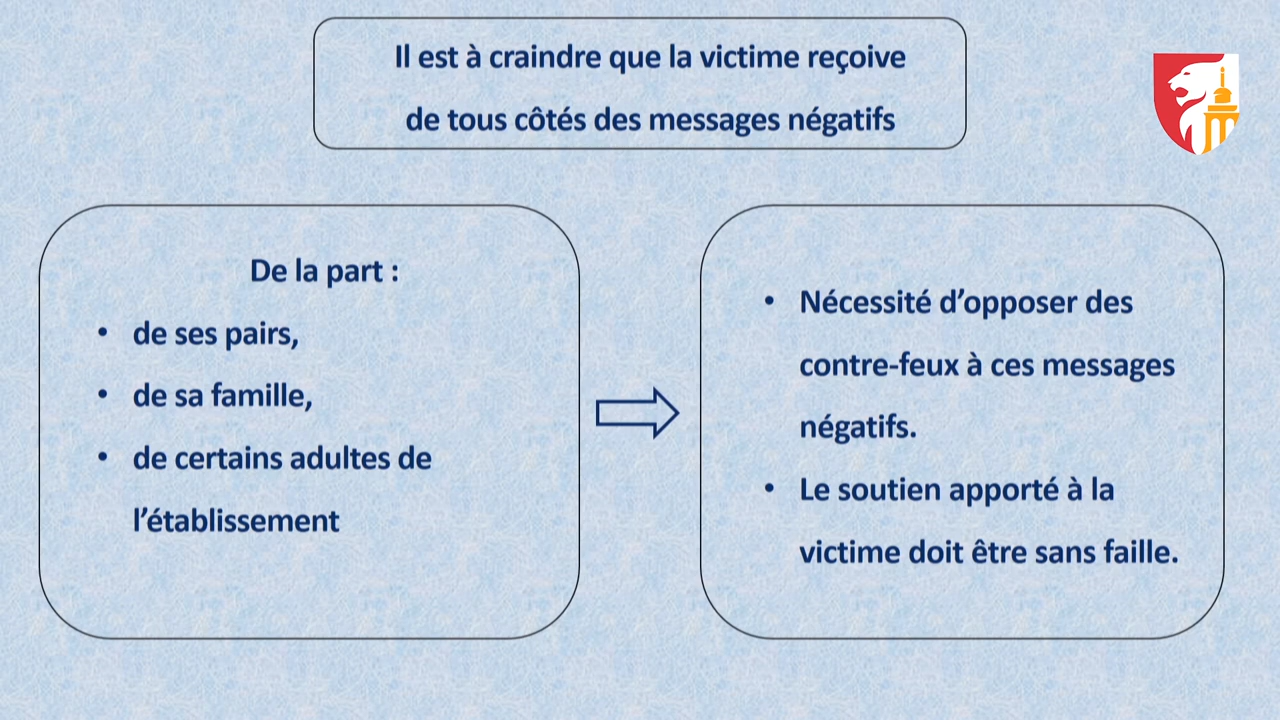 Il est à craindre que la victime reçoive
de tous côtés des messages négatifs
De la part :
• de ses pairs,
• de sa famille,
• de certains adultes de
l’établissement
• Nécessité d’opposer des
contre-feux à ces messages
négatifs.
• Le soutien apporté à la
victime doit être sans faille.